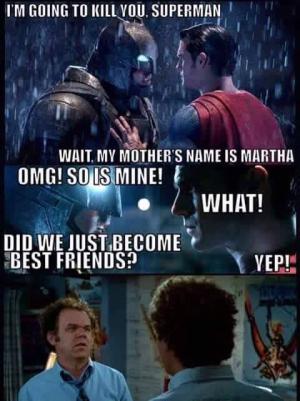 I'M GOING TO KILL YOU, SUPERMAN
WAIT, MY MOTHER'S NAME IS MARTHA
OMG! SO IS MINE!
WHAT!
DID WE JUST BECOME
BEST FRIENDS?
YEP!